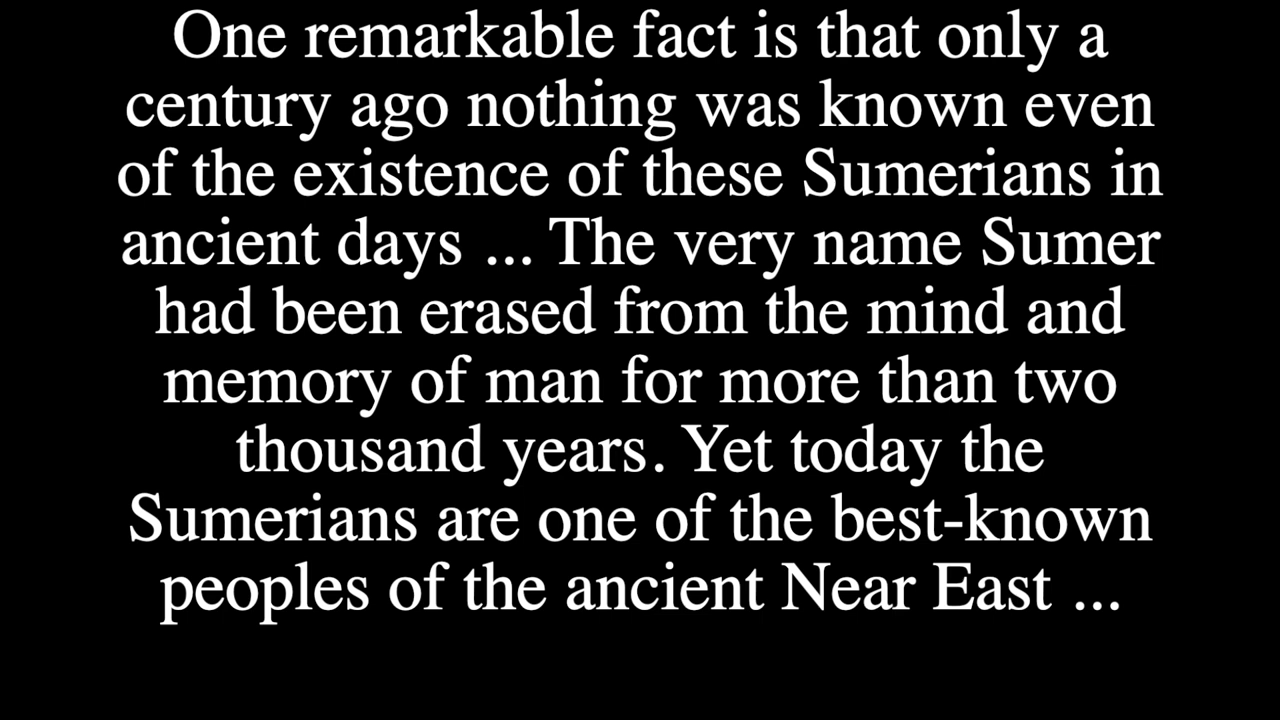 One remarkable fact is that only a
century ago nothing was known even
of the existence of these Sumerians in
ancient days ... The very name Sumer
had been erased from the mind and
memory of man for more than two
thousand years. Yet today the
Sumerians are one of the best-known
peoples of the ancient Near East ...